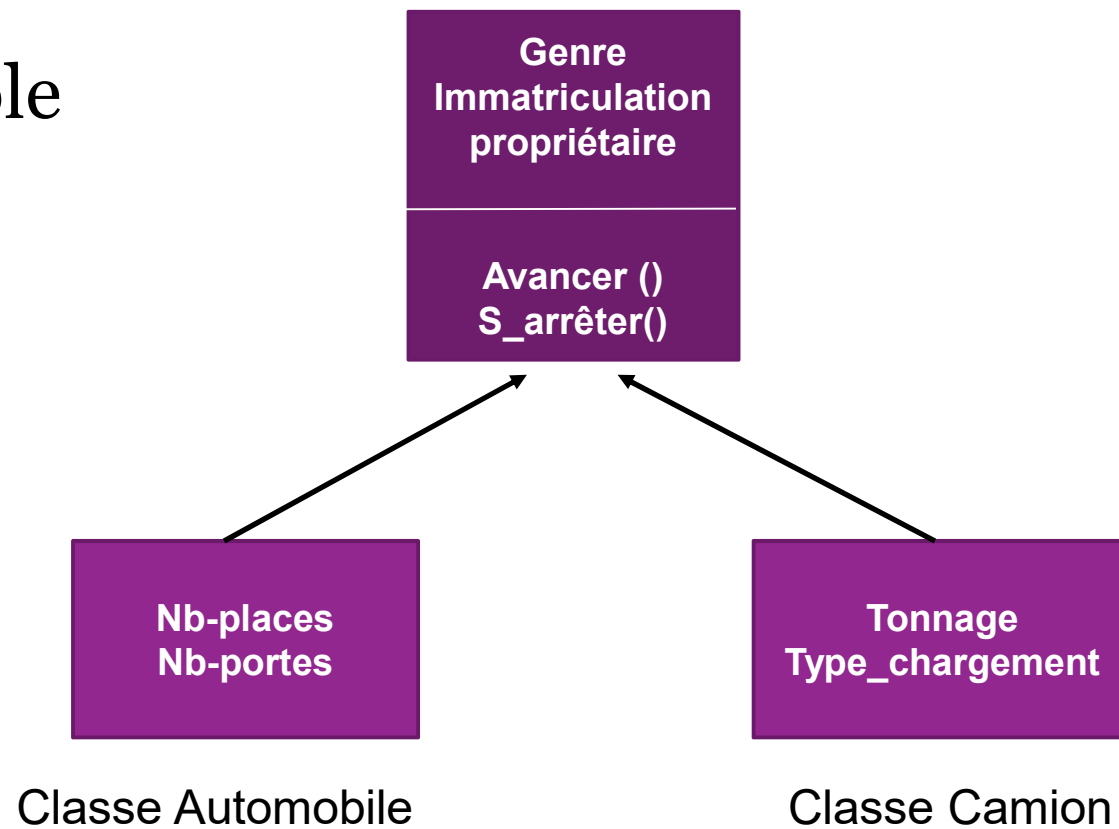 Genre
Immatriculation
propriétaire
Avancer ()
S_arrêter()
Nb-places
Nb-portes
Tonnage
Type_chargement
Classe Automobile
Classe Camion